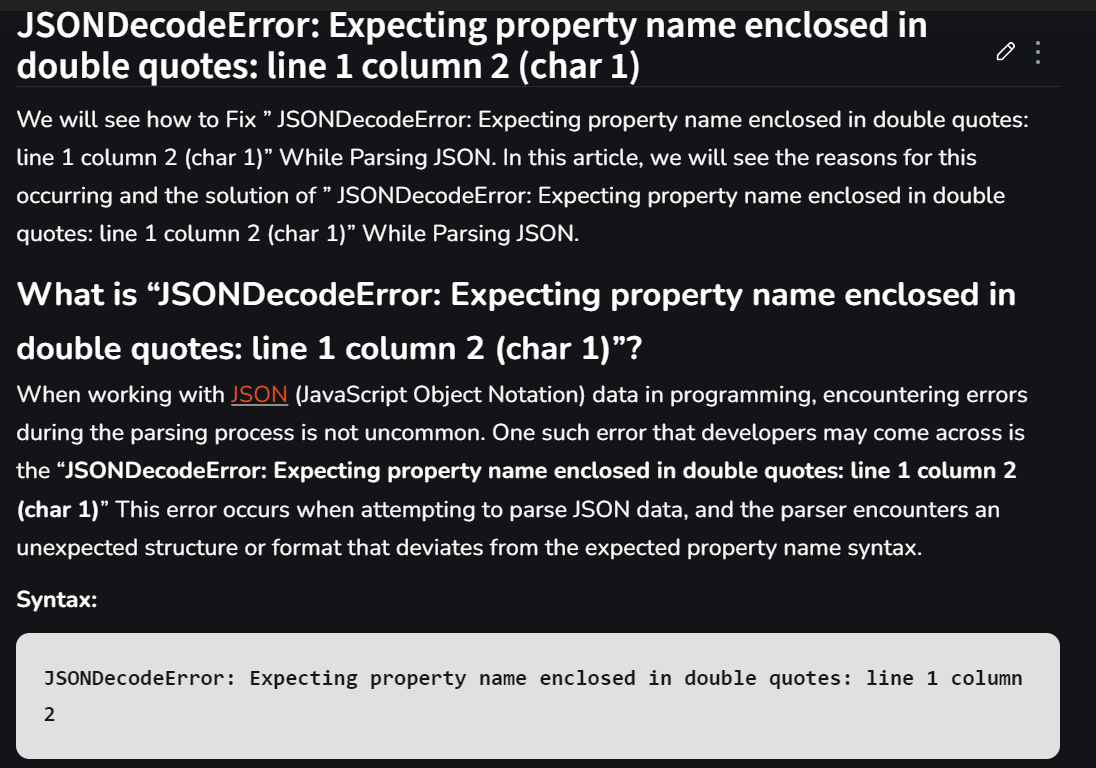 JSONDecodeError: Expecting property name enclosed in
double quotes: line 1 column 2 (char 1)
We will see how to Fix ” JSONDecodeError: Expecting property name enclosed in double quotes:
line 1 column 2 (char 1)” While Parsing JSON. In this article, we will see the reasons for this
occurring and the solution of ” JSONDecodeError: Expecting property name enclosed in double
quotes: line 1 column 2 (char 1)” While Parsing JSON.
What is “JSONDecodeError: Expecting property name enclosed in
double quotes: line 1 column 2 (char 1)”?
When working with JSON (JavaScript Object Notation) data in programming, encountering errors
during the parsing process is not uncommon. One such error that developers may come across is
the “JSONDecodeError: Expecting property name enclosed in double quotes: line 1 column 2
(char 1)” This error occurs when attempting to parse JSON data, and the parser encounters an
unexpected structure or format that deviates from the expected property name syntax.
Syntax:
JSONDecodeError: Expecting property name enclosed in double quotes: line 1 column
2